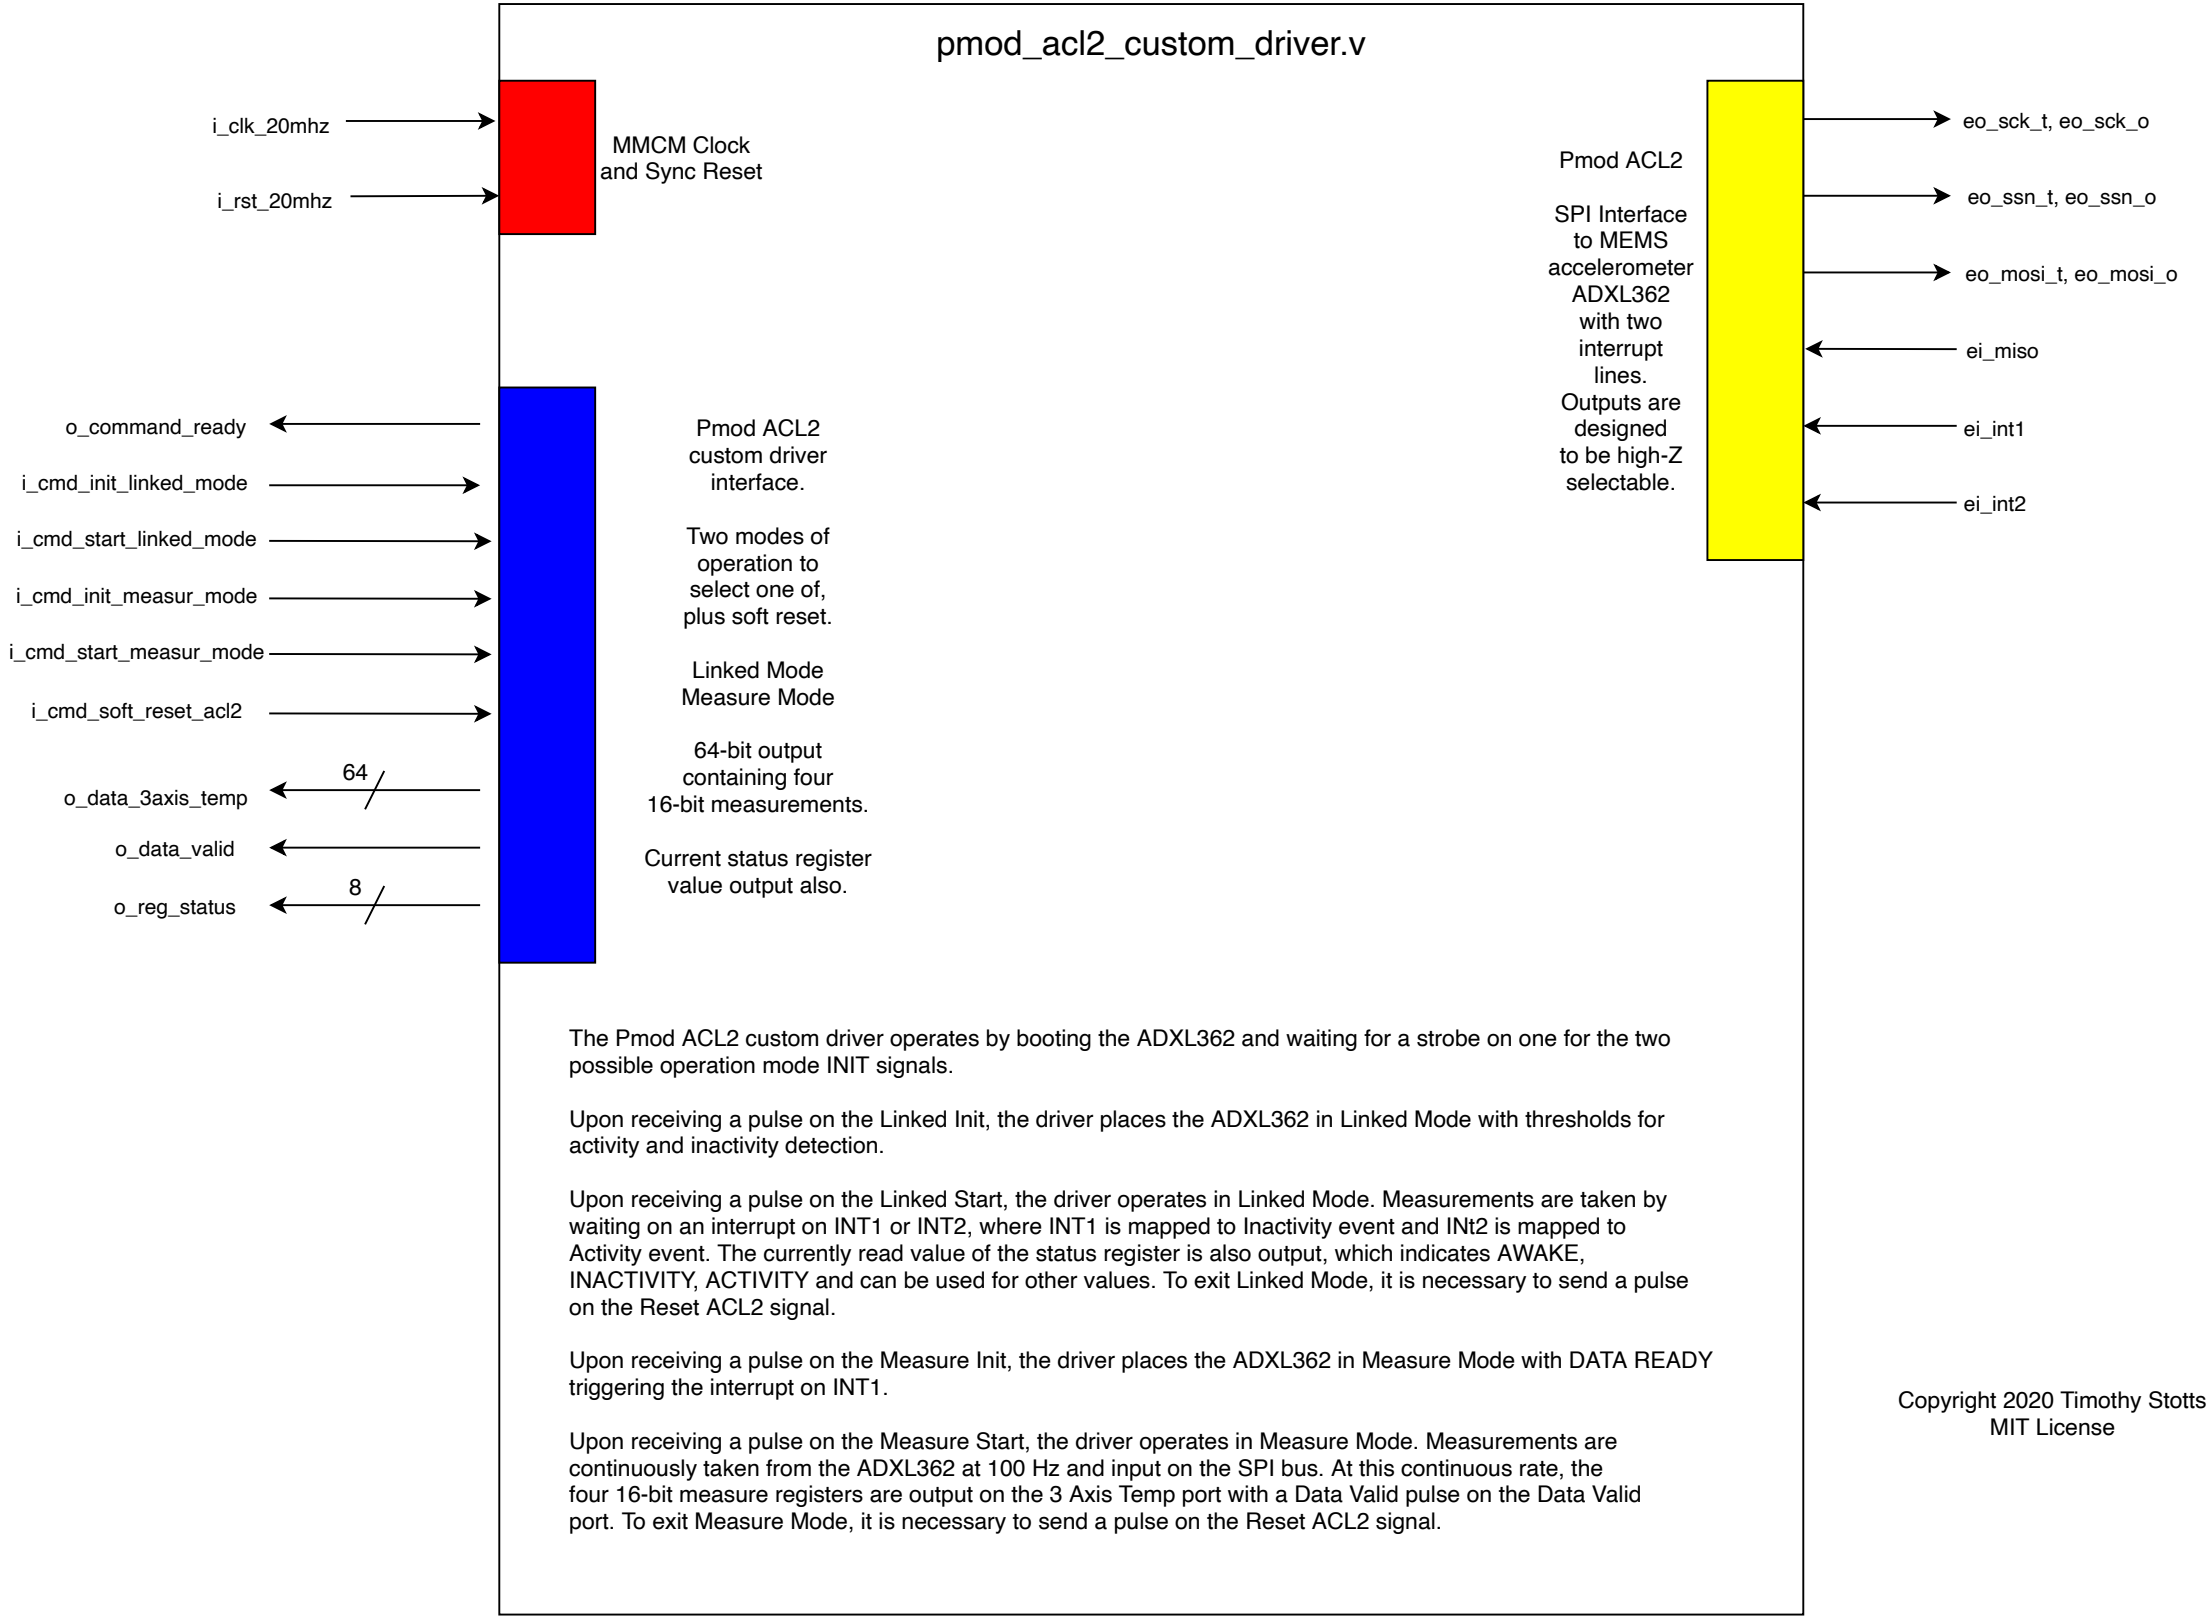 pmod_acl2_custom_driver.v
i_clk_20mhz
i_rst_20mhz
MMCM Clock
and Sync Reset
o_command_ready
i_cmd_init_linked_mode
i_cmd_start_linked_mode
i_cmd_init_measur_mode
i_cmd_start_measur_mode
i_cmd_soft_reset_acl2
64
o_data_3axis_temp
o_data_valid
8
o_reg_status
Pmod ACL2
custom driver
interface.
Two modes of
operation to
select one of,
plus soft reset.
Linked Mode
Measure Mode
64-bit output
containing four
16-bit measurements.
Current status register
value output also.
Pmod ACL2
SPI Interface
to MEMS
accelerometer
ADXL362
with two
interrupt
lines.
Outputs are
designed
to be high-Z
selectable.
eo_sck_t, eo_sck_o
eo_ssn_t, eo_ssn_o
eo_mosi_t, eo_mosi_o
ei_miso
ei_int1
ei_int2
The Pmod ACL2 custom driver operates by booting the ADXL362 and waiting for a strobe on one for the two
possible operation mode INIT signals.
Upon receiving a pulse on the Linked Init, the driver places the ADXL362 in Linked Mode with thresholds for
activity and inactivity detection.
Upon receiving a pulse on the Linked Start, the driver operates in Linked Mode. Measurements are taken by
waiting on an interrupt on INT1 or INT2, where INT1 is mapped to Inactivity event and INt2 is mapped to
Activity event. The currently read value of the status register is also output, which indicates AWAKE,
INACTIVITY, ACTIVITY and can be used for other values. To exit Linked Mode, it is necessary to send a pulse
on the Reset ACL2 signal.
Upon receiving a pulse on the Measure Init, the driver places the ADXL362 in Measure Mode with DATA READY
triggering the interrupt on INT1.
Upon receiving a pulse on the Measure Start, the driver operates in Measure Mode. Measurements are
continuously taken from the ADXL362 at 100 Hz and input on the SPI bus. At this continuous rate, the
four 16-bit measure registers are output on the 3 Axis Temp port with a Data Valid pulse on the Data Valid
port. To exit Measure Mode, it is necessary to send a pulse on the Reset ACL2 signal.
Copyright 2020 Timothy Stotts
MIT License